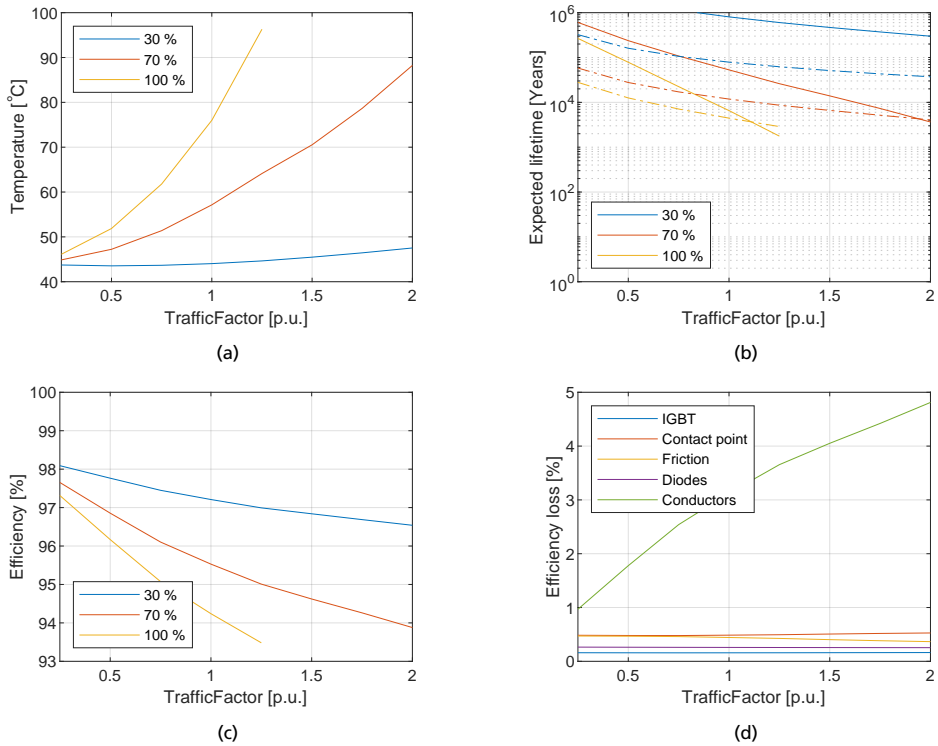 100
90
80
70
60
50
40
Temperature [°C]
30 %
70 %
100 %
0.5
1
1.5
2
TrafficFactor [p.u.]
(a)
10^6
10^4
10^2
10^0
Expected lifetime [Years]
30 %
70 %
100 %
0.5
1
1.5
2
TrafficFactor [p.u.]
(b)
100
99
98
97
96
95
94
93
Efficiency [%]
30 %
70 %
100 %
0.5
1
1.5
2
TrafficFactor [p.u.]
(c)
5
4
3
2
1
0
Efficiency loss [%]
IGBT
Contact point
Friction
Diodes
Conductors
0.5
1
1.5
2
TrafficFactor [p.u.]
(d)